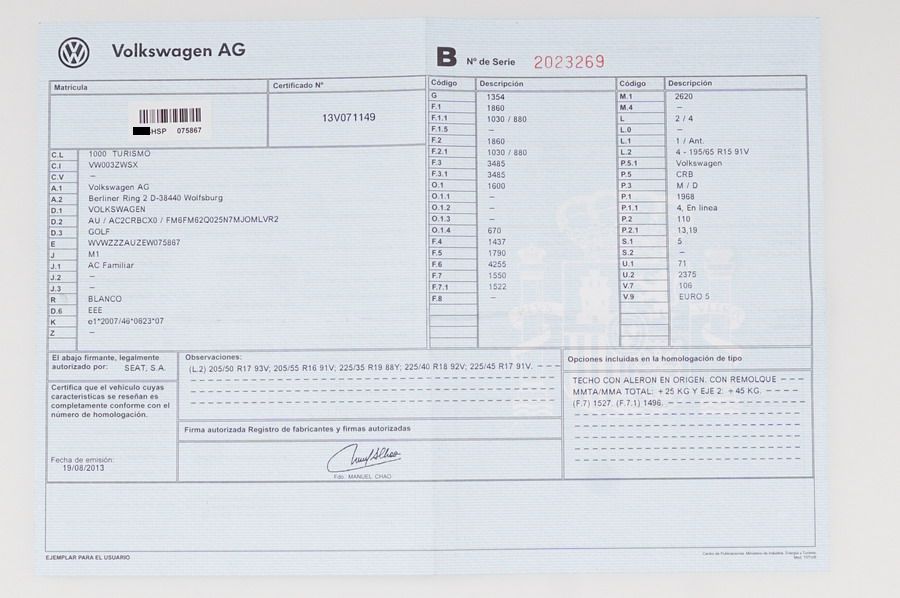 Volkswagen AG
B Nº de Serie 2023269
Matrícula
HSP 075867
Certificado Nº
13V071149
C.L 1000 TURISMO
C.I VW003ZWSX
C.V –
A.1 Volkswagen AG
A.2 Berliner Ring 2 D-38440 Wolfsburg
D.1 VOLKSWAGEN
D.2 AU / AC2CRBCX0 / FM6FM62Q025N7MJOMLVR2
D.3 GOLF
E WVWZZZAUZEW075867
J M1
J.1 AC Familiar
J.2 –
J.3 –
R BLANCO
D.6 EEE
K e1*2007/46*0623*07
Z –
Código Descripción
G 1354
F.1 1860
F.1.1 1030 / 880
F.1.5 –
F.2 1860
F.2.1 1030 / 880
F.3 3485
F.3.1 3485
O.1 1600
O.1.1 –
O.1.2 –
O.1.3 –
O.1.4 670
F.4 1437
F.5 1790
F.6 4255
F.7 1550
F.7.1 1522
F.8 –
Código Descripción
M.1 2620
M.4 –
L 2 / 4
L.0 –
L.1 1 / Ant.
L.2 4 - 195/65 R15 91V
P.5.1 Volkswagen
P.5 CRB
P.3 M / D
P.1 1968
P.1.1 4, En línea
P.2 110
P.2.1 13,19
S.1 5
S.2 –
U.1 71
U.2 2375
V.7 106
V.9 EURO 5
El abajo firmante, legalmente
autorizado por: SEAT, S.A.
Certifica que el vehículo cuyas
características se reseñan es
completamente conforme con el
número de homologación.
Fecha de emisión:
19/08/2013
Observaciones:
(L.2) 205/50 R17 93V; 205/55 R16 91V; 225/35 R19 88Y; 225/40 R18 92V; 225/45 R17 91V.
Firma autorizada Registro de fabricantes y firmas autorizadas
Fdo.: MANUEL CHAO
Opciones incluidas en la homologación de tipo
TECHO CON ALERON EN ORIGEN. CON REMOLQUE
MMTA/MMA TOTAL: +25 KG Y EJE 2: +45 KG.
(F.7) 1527. (F.7.1) 1496.
EJEMPLAR PARA EL USUARIO
Centro de Publicaciones. Ministerio de Industria, Energía y Turismo